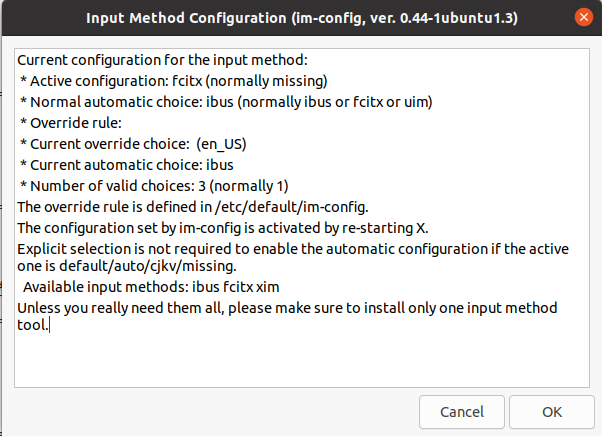 Input Method Configuration (im-config, ver. 0.44-1ubuntu1.3)
Current configuration for the input method:
* Active configuration: fcitx (normally missing)
* Normal automatic choice: ibus (normally ibus or fcitx or uim)
* Override rule:
* Current override choice:  (en_US)
* Current automatic choice: ibus
* Number of valid choices: 3 (normally 1)
The override rule is defined in /etc/default/im-config.
The configuration set by im-config is activated by re-starting X.
Explicit selection is not required to enable the automatic configuration if the active
one is default/auto/cjkv/missing.
Available input methods: ibus fcitx xim
Unless you really need them all, please make sure to install only one input method
tool.
Cancel
OK